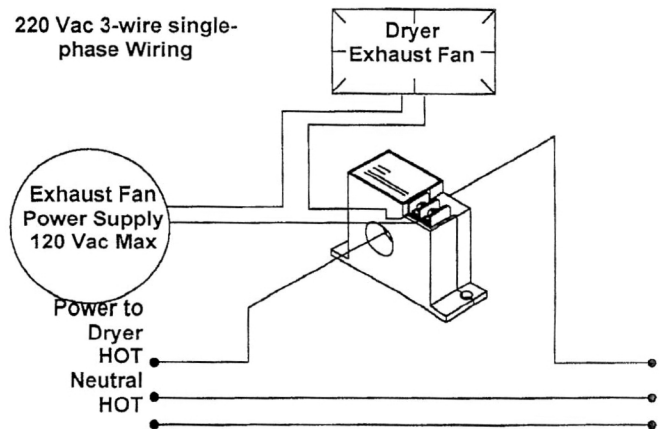 220 Vac 3-wire single-
phase Wiring
Dryer
Exhaust Fan
Exhaust Fan
Power Supply
120 Vac Max
Power to
Dryer
HOT
Neutral
HOT